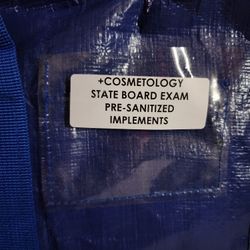 +COSMETOLOGY
STATE BOARD EXAM
PRE-SANITIZED
IMPLEMENTS